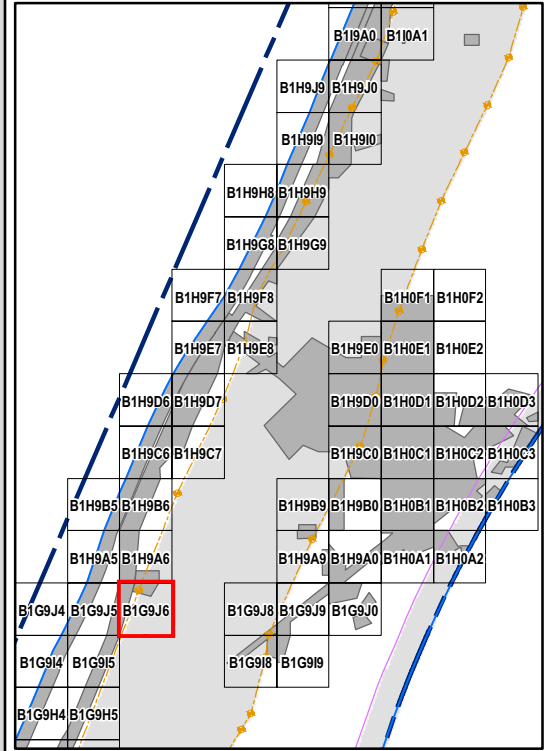 B1I9A0 B1I0A1
B1H9J9 B1H9J0
B1H9I9 B1H9I0
B1H9H8 B1H9H9
B1H9G8 B1H9G9
B1H9F7 B1H9F8 B1H0F1 B1H0F2
B1H9E7 B1H9E8 B1H9E0 B1H0E1 B1H0E2
B1H9D6 B1H9D7 B1H9D0 B1H0D1 B1H0D2 B1H0D3
B1H9C6 B1H9C7 B1H9C0 B1H0C1 B1H0C2 B1H0C3
B1H9B5 B1H9B6 B1H9B9 B1H9B0 B1H0B1 B1H0B2 B1H0B3
B1H9A5 B1H9A6 B1H9A9 B1H9A0 B1H0A1 B1H0A2
B1G9J4 B1G9J5 B1G9J6 B1G9J8 B1G9J9 B1G9J0
B1G9I4 B1G9I5 B1G9I8 B1G9I9
B1G9H4 B1G9H5